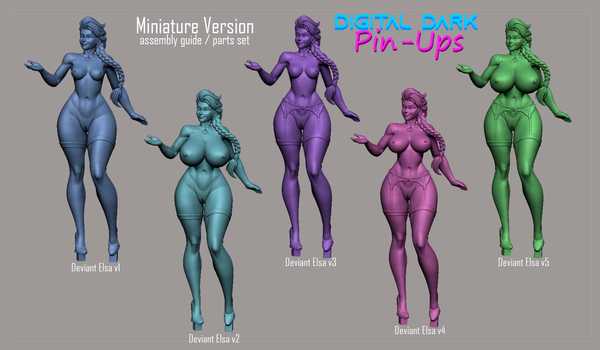 Miniature Version
assembly guide / parts set
DIGITAL DARK
Pin-Ups
Deviant Elsa v1
Deviant Elsa v2
Deviant Elsa v3
Deviant Elsa v4
Deviant Elsa v5